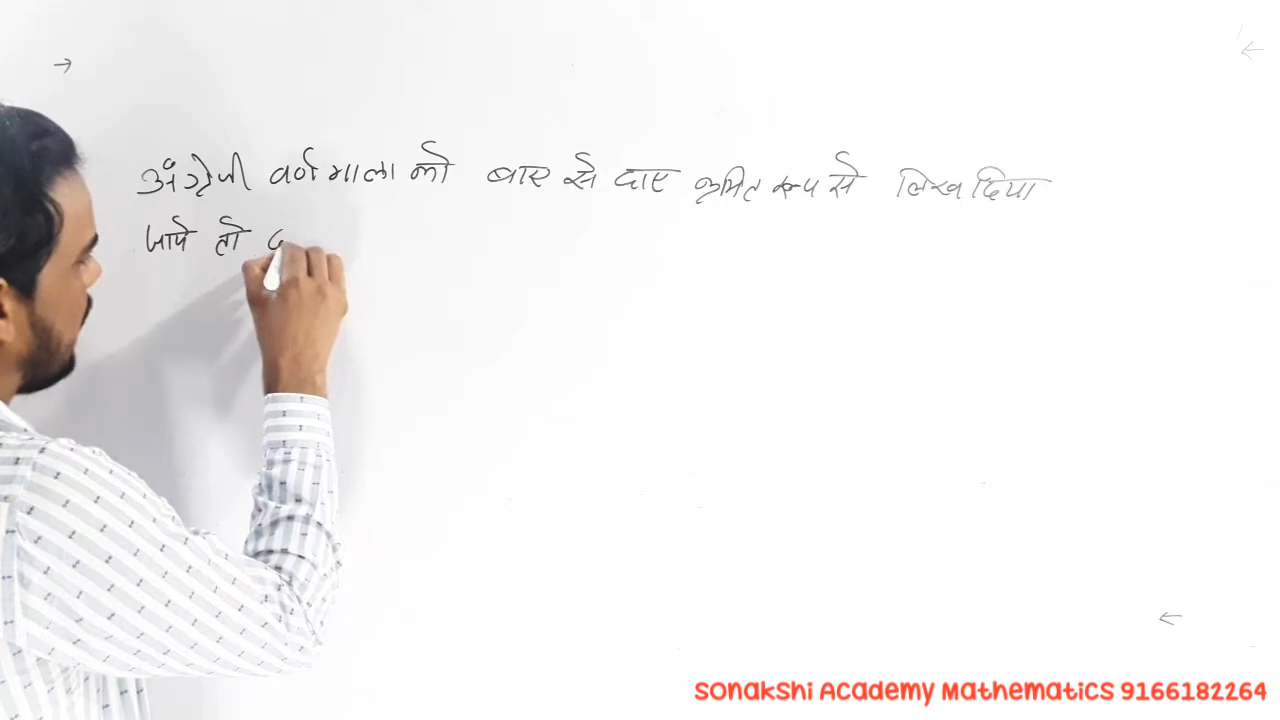 अंग्रेजी वर्णमाला को बाए से दाए क्रमित रूप से लिख दिया
जाये तो
Sonakshi Academy Mathematics 9166182264